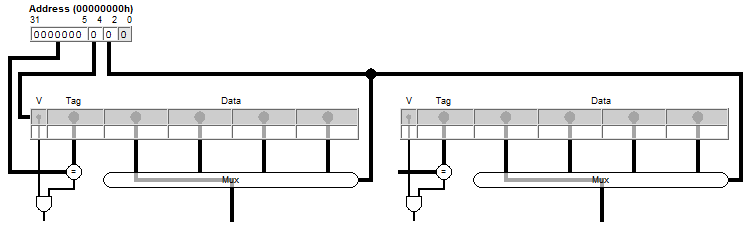 Address (00000000h)
31 5 4 2 0
0000000 0 0 0
V Tag Data V Tag Data
= =
Mux Mux